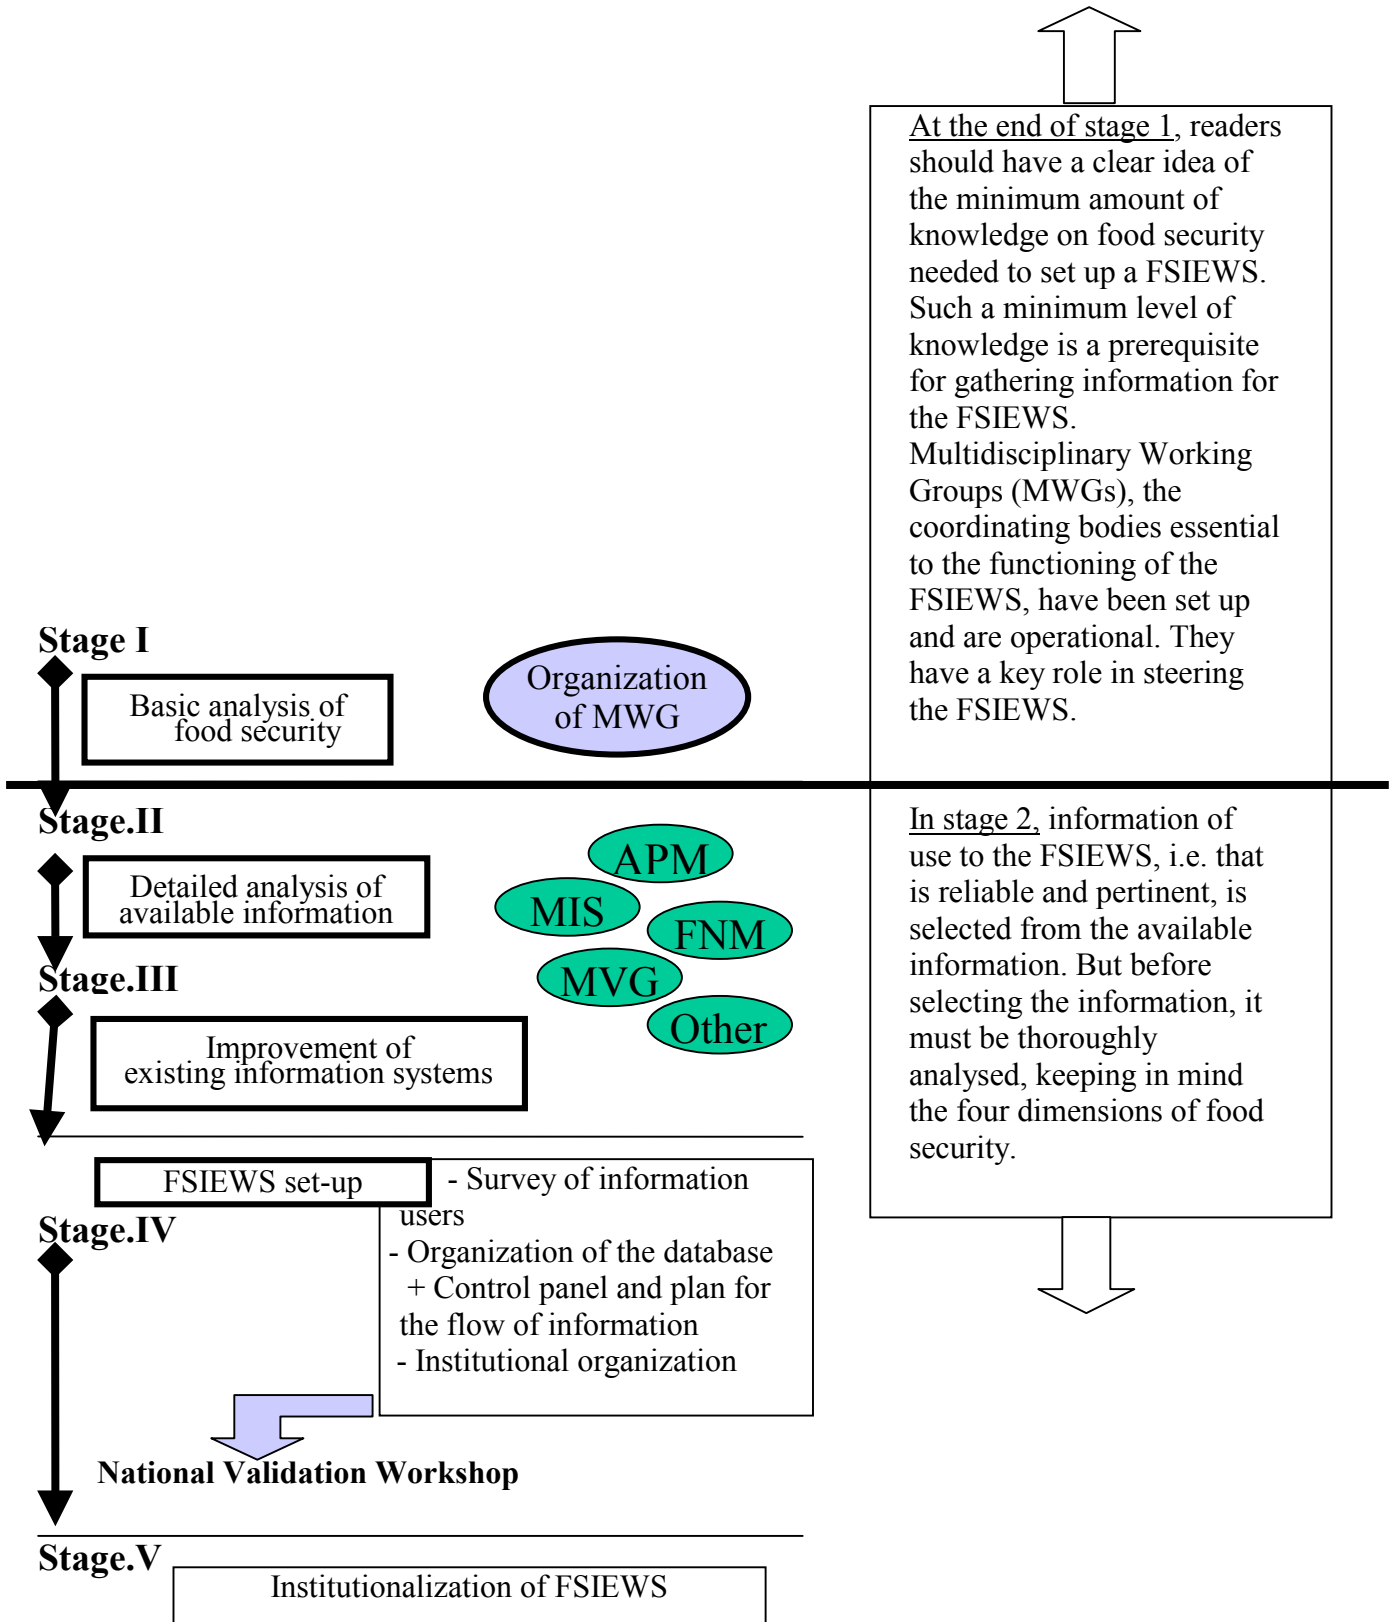 At the end of stage 1, readers
should have a clear idea of
the minimum amount of
knowledge on food security
needed to set up a FSIEWS.
Such a minimum level of
knowledge is a prerequisite
for gathering information for
the FSIEWS.
Multidisciplinary Working
Groups (MWGs), the
coordinating bodies essential
to the functioning of the
FSIEWS, have been set up
and are operational. They
have a key role in steering
the FSIEWS.
Stage I
Basic analysis of
food security
Organization
of MWG
Stage.II
Detailed analysis of
available information
APM
MIS
FNM
MVG
Other
In stage 2, information of
use to the FSIEWS, i.e. that
is reliable and pertinent, is
selected from the available
information. But before
selecting the information, it
must be thoroughly
analysed, keeping in mind
the four dimensions of food
security.
Stage.III
Improvement of
existing information systems
FSIEWS set-up
Stage.IV
- Survey of information
users
- Organization of the database
+ Control panel and plan for
the flow of information
- Institutional organization
National Validation Workshop
Stage.V
Institutionalization of FSIEWS